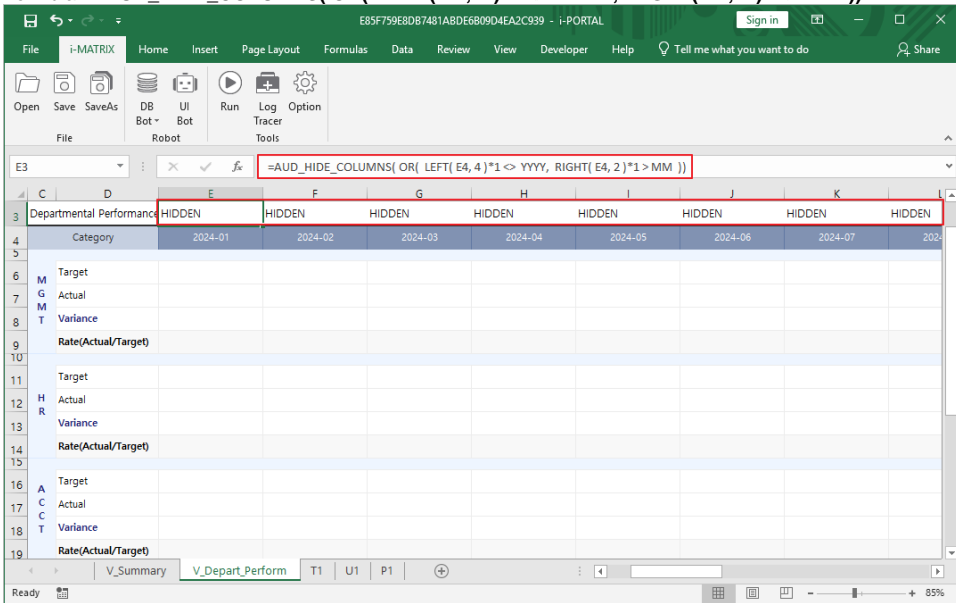 E85F759E8DB7481ABDE6B09D4EA2C939 - i-PORTAL
Sign in
File i-MATRIX Home Insert Page Layout Formulas Data Review View Developer Help Tell me what you want to do Share
Open Save SaveAs DB Bot UI Bot Run Log Tracer Option
File Robot Tools
E3 fx =AUD_HIDE_COLUMNS( OR( LEFT( E4, 4 )*1 <> YYYY, RIGHT( E4, 2 )*1 > MM ))
C D E F G H I J K L
3 Departmental Performance HIDDEN HIDDEN HIDDEN HIDDEN HIDDEN HIDDEN HIDDEN HIDDEN
4 Category 2024-01 2024-02 2024-03 2024-04 2024-05 2024-06 2024-07 202
5
6 Target
7 Actual
8 Variance
9 Rate(Actual/Target)
MGMT
10
11 Target
12 Actual
13 Variance
14 Rate(Actual/Target)
HR
15
16 Target
17 Actual
18 Variance
19 Rate(Actual/Target)
ACCT
V_Summary V_Depart_Perform T1 U1 P1
Ready 85%